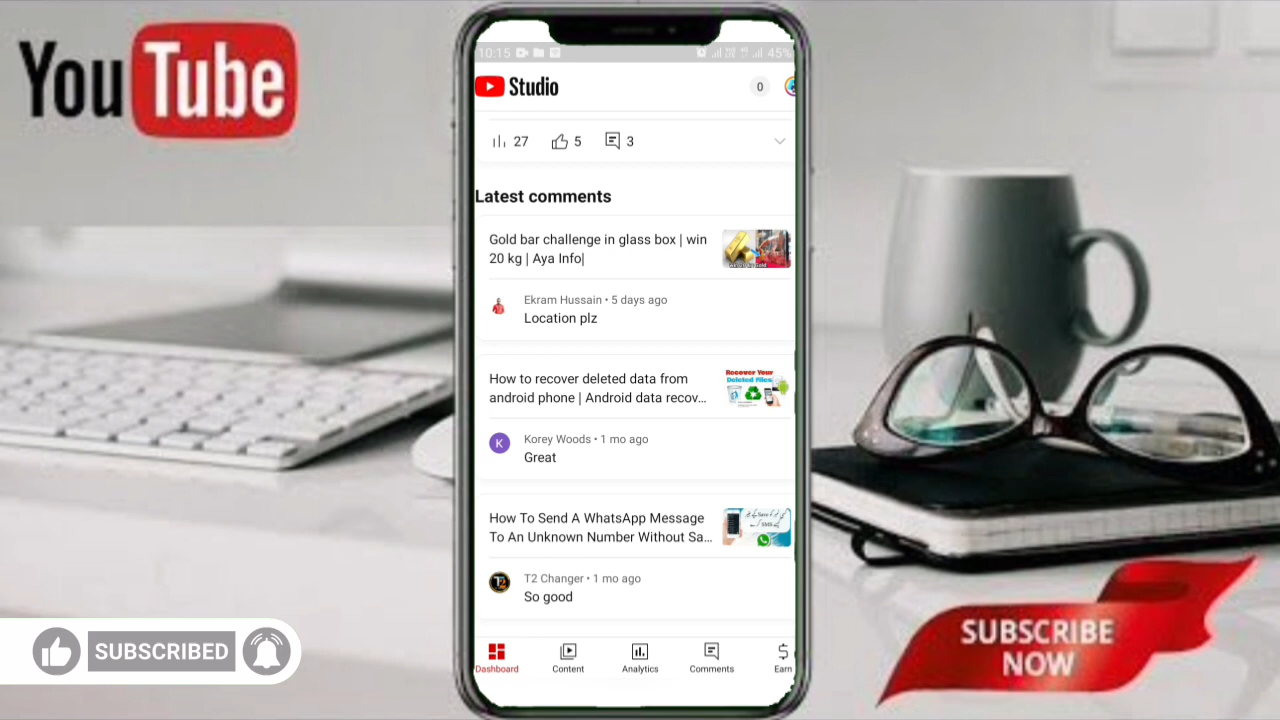 YouTube
10:15
45%
Studio
0
27
5
3
Latest comments
Gold bar challenge in glass box | win
20 kg | Aya Info|
Ekram Hussain • 5 days ago
Location plz
How to recover deleted data from
android phone | Android data recov...
Recover Your
Deleted Files
Korey Woods • 1 mo ago
K
Great
How To Send A WhatsApp Message
To An Unknown Number Without Sa...
T2 Changer • 1 mo ago
So good
Dashboard
Content
Analytics
Comments
Earn
SUBSCRIBED
SUBSCRIBE
NOW